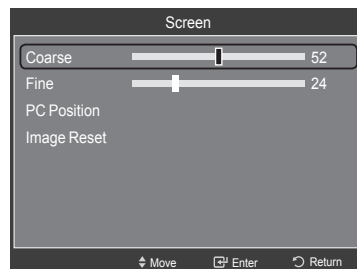 Screen
Coarse 52
Fine 24
PC Position
Image Reset
Move Enter Return